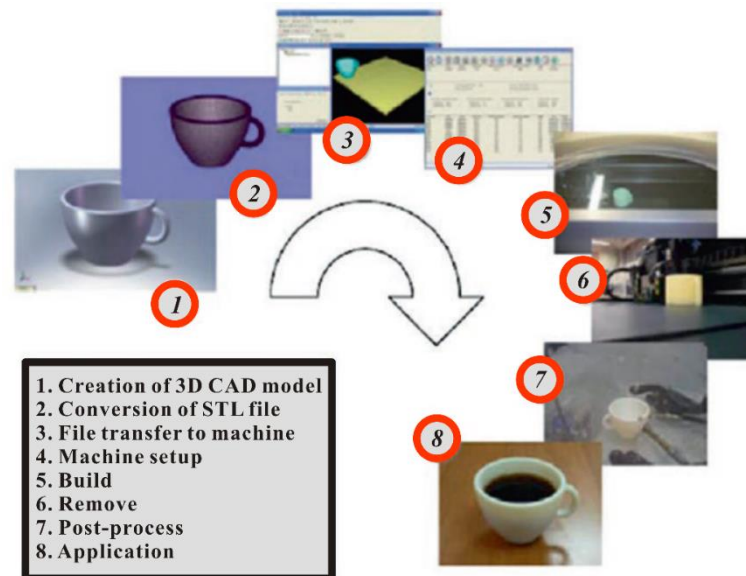 1
2
3
4
5
6
7
8
1. Creation of 3D CAD model
2. Conversion of STL file
3. File transfer to machine
4. Machine setup
5. Build
6. Remove
7. Post-process
8. Application